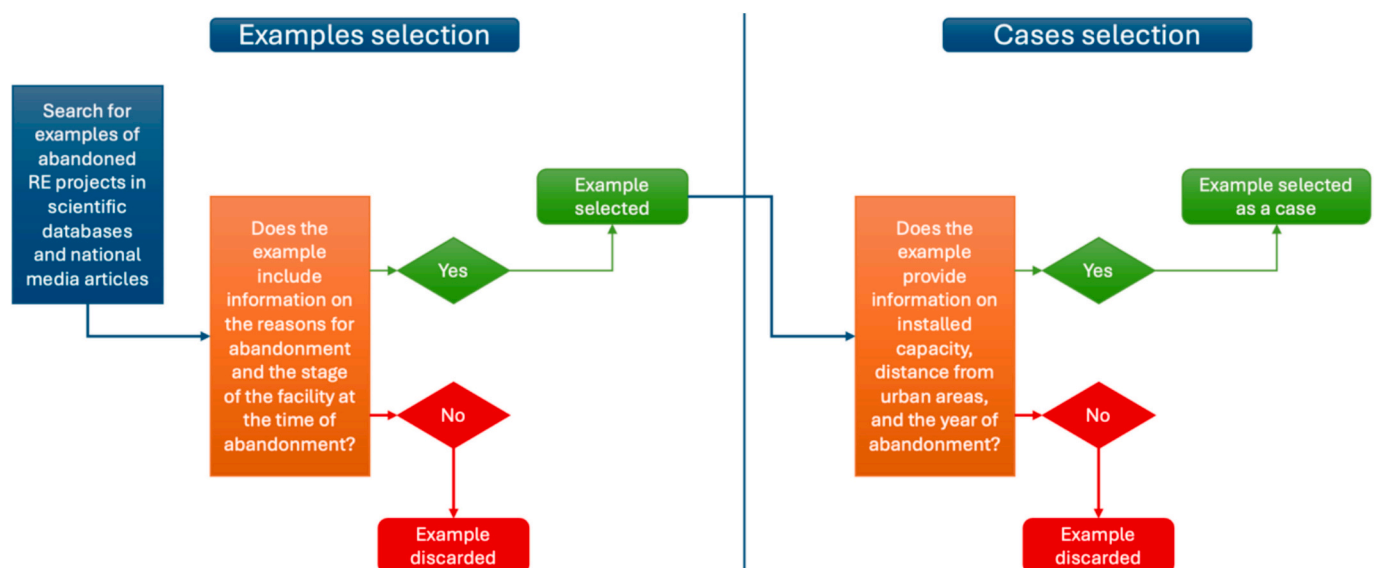 Examples selection
Search for
examples of
abandoned
RE projects in
scientific
databases
and national
media articles
Does the
example
include
information on
the reasons for
abandonment
and the stage
of the facility at
the time of
abandonment?
Yes
Example
selected
No
Example
discarded
Cases selection
Does the
example
provide
information on
installed
capacity,
distance from
urban areas,
and the year of
abandonment?
Yes
Example selected
as a case
No
Example
discarded